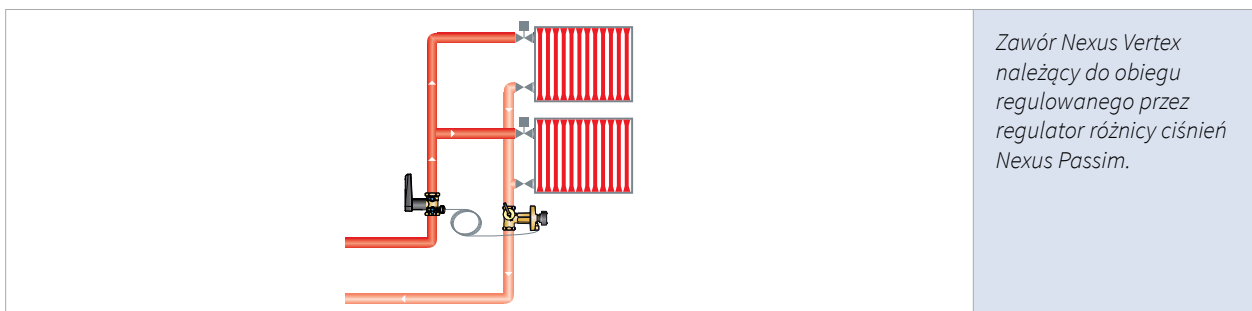 Zawór Nexus Vertex
należący do obiegu
regulowanego przez
regulator różnicy ciśnień
Nexus Passim.